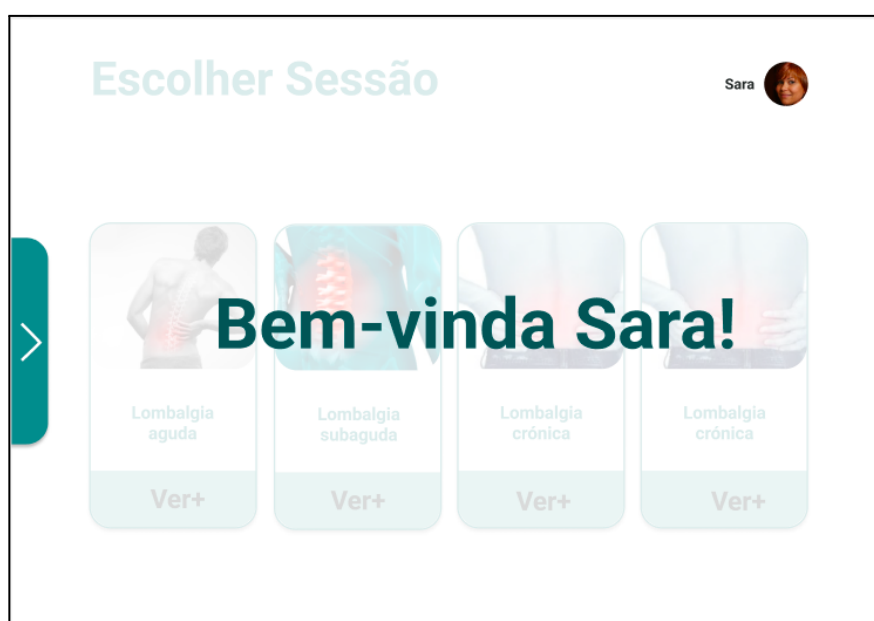 Escolher Sessão
Sara
Bem-vinda Sara!
Lombalgia
aguda
Lombalgia
subaguda
Lombalgia
crónica
Lombalgia
crónica
Ver+
Ver+
Ver+
Ver+